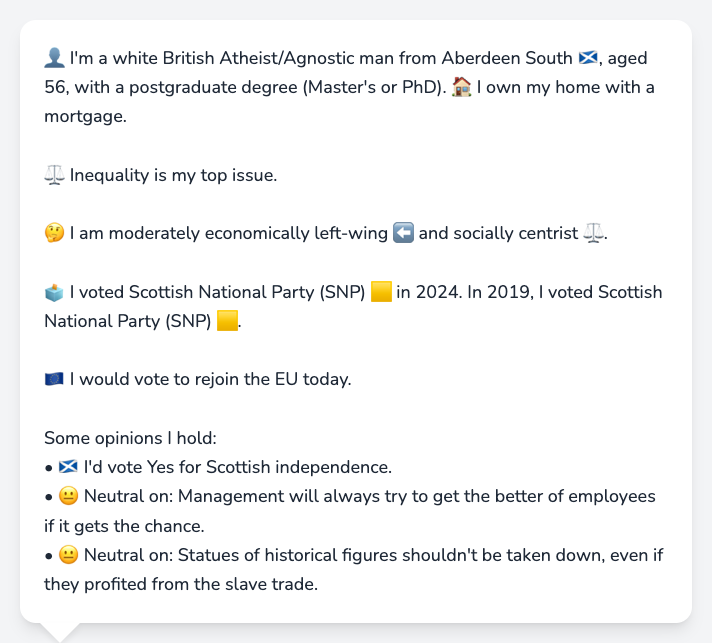 👤 I'm a white British Atheist/Agnostic man from Aberdeen South 🏴󠁧󠁢󠁳󠁣󠁴󠁿, aged
56, with a postgraduate degree (Master's or PhD). 🏠 I own my home with a
mortgage.
⚖️ Inequality is my top issue.
🤔 I am moderately economically left-wing ⬅️ and socially centrist ⚖️.
🗳️ I voted Scottish National Party (SNP) 🟨 in 2024. In 2019, I voted Scottish
National Party (SNP) 🟨.
🇪🇺 I would vote to rejoin the EU today.
Some opinions I hold:
• 🏴󠁧󠁢󠁳󠁣󠁴󠁿 I'd vote Yes for Scottish independence.
• 😐 Neutral on: Management will always try to get the better of employees
if it gets the chance.
• 😐 Neutral on: Statues of historical figures shouldn't be taken down, even if
they profited from the slave trade.